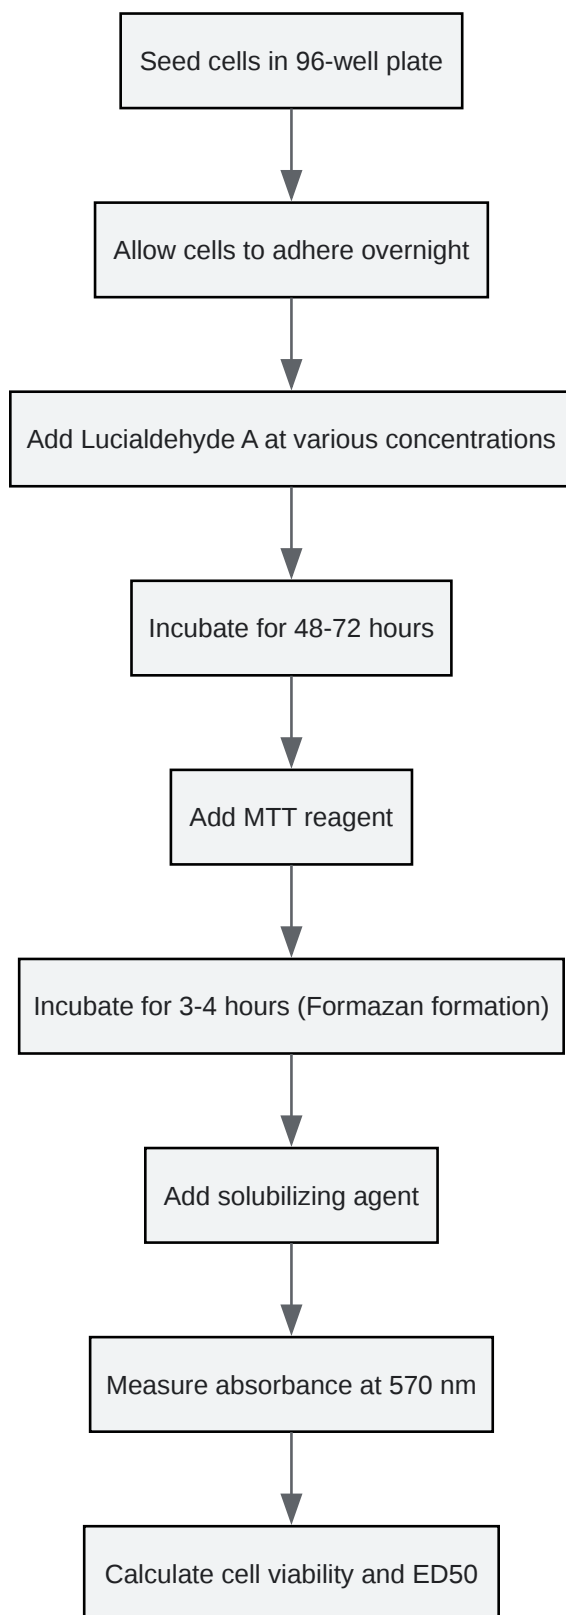 Seed cells in 96-well plate
Allow cells to adhere overnight
Add Lucialdehyde A at various concentrations
Incubate for 48-72 hours
Add MTT reagent
Incubate for 3-4 hours (Formazan formation)
Add solubilizing agent
Measure absorbance at 570 nm
Calculate cell viability and ED50